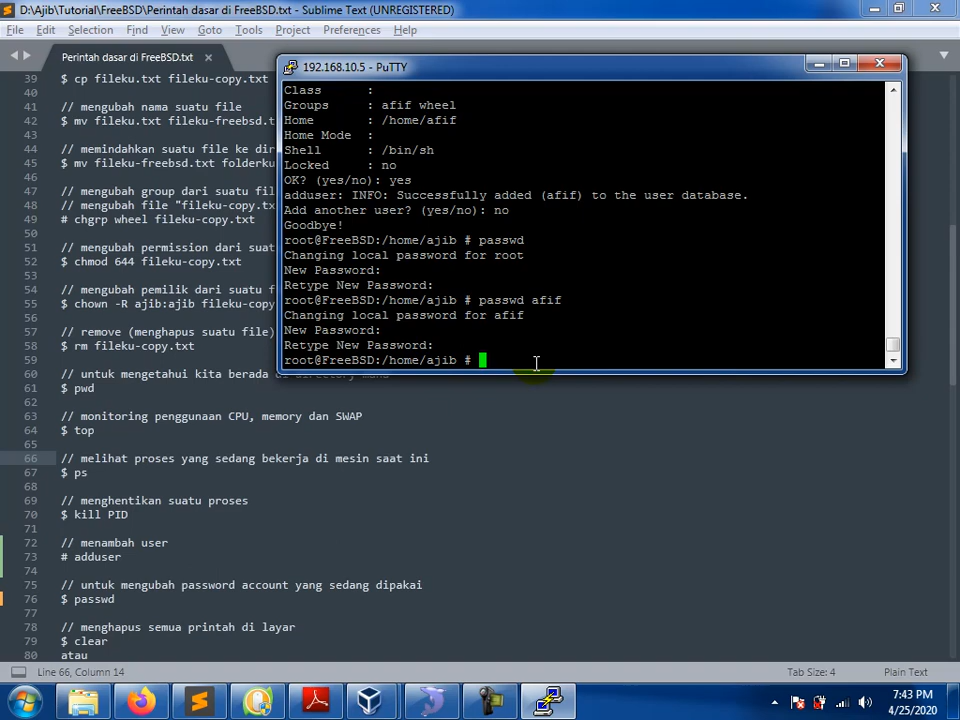 D:\Ajib\Tutorial\FreeBSD\Perintah dasar di FreeBSD.txt - Sublime Text (UNREGISTERED)
File Edit Selection Find View Goto Tools Project Preferences Help
Perintah dasar di FreeBSD.txt
39 $ cp fileku.txt fileku-copy.txt
40
41 // mengubah nama suatu file
42 $ mv fileku.txt fileku-freebsd.t
43
44 // memindahkan suatu file ke dir
45 $ mv fileku-freebsd.txt folderku
46
47 // mengubah group dari suatu fil
48 // mengubah file "fileku-copy.tx
49 # chgrp wheel fileku-copy.txt
50
51 // mengubah permission dari suat
52 $ chmod 644 fileku-copy.txt
53
54 // mengubah pemilik dari suatu f
55 $ chown -R ajib:ajib fileku-copy
56
57 // remove (menghapus suatu file)
58 $ rm fileku-copy.txt
59
60 // untuk mengetahui kita berada di directory mana
61 $ pwd
62
63 // monitoring penggunaan CPU, memory dan SWAP
64 $ top
65
66 // melihat proses yang sedang bekerja di mesin saat ini
67 $ ps
68
69 // menghentikan suatu proses
70 $ kill PID
71
72 // menambah user
73 # adduser
74
75 // untuk mengubah password account yang sedang dipakai
76 $ passwd
77
78 // menghapus semua printah di layar
79 $ clear
80 atau
192.168.10.5 - PuTTY
Class :
Groups : afif wheel
Home : /home/afif
Home Mode :
Shell : /bin/sh
Locked : no
OK? (yes/no): yes
adduser: INFO: Successfully added (afif) to the user database.
Add another user? (yes/no): no
Goodbye!
root@FreeBSD:/home/ajib # passwd
Changing local password for root
New Password:
Retype New Password:
root@FreeBSD:/home/ajib # passwd afif
Changing local password for afif
New Password:
Retype New Password:
root@FreeBSD:/home/ajib #
Line 66, Column 14
Tab Size: 4
Plain Text
7:43 PM
4/25/2020